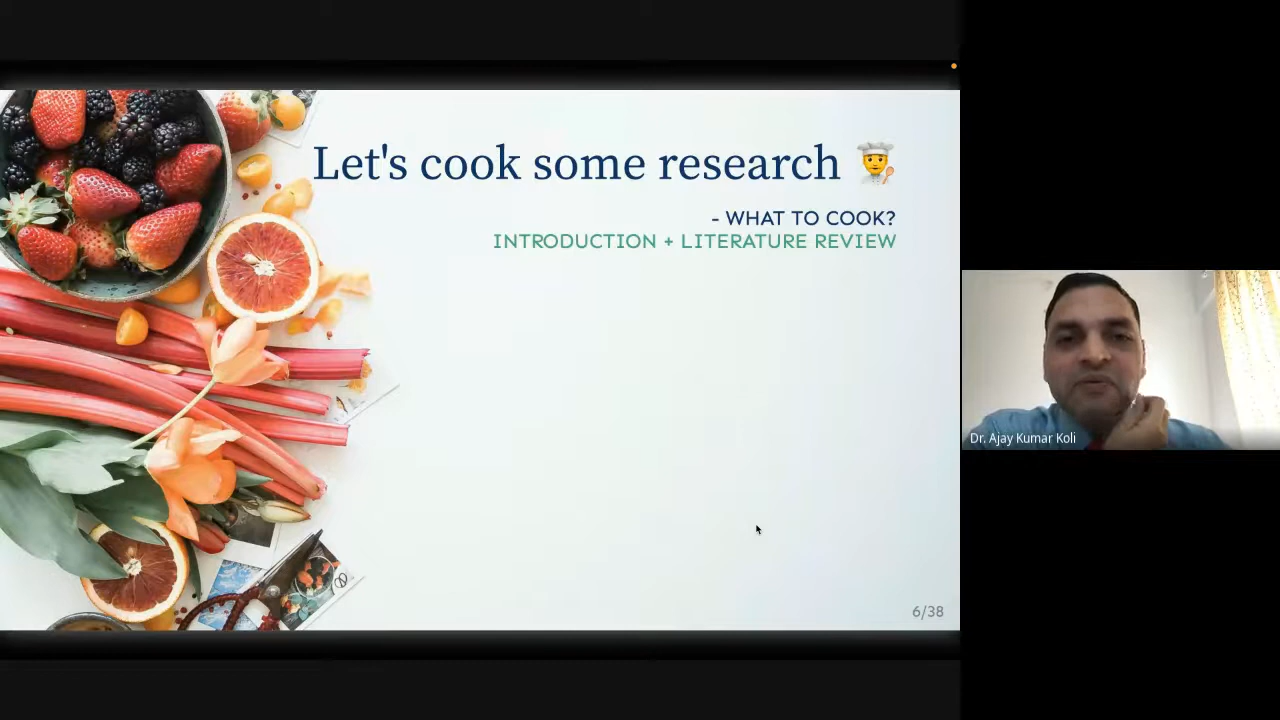 Let's cook some research 👨‍🍳
- WHAT TO COOK?
INTRODUCTION + LITERATURE REVIEW
6/38
Dr. Ajay Kumar Koli